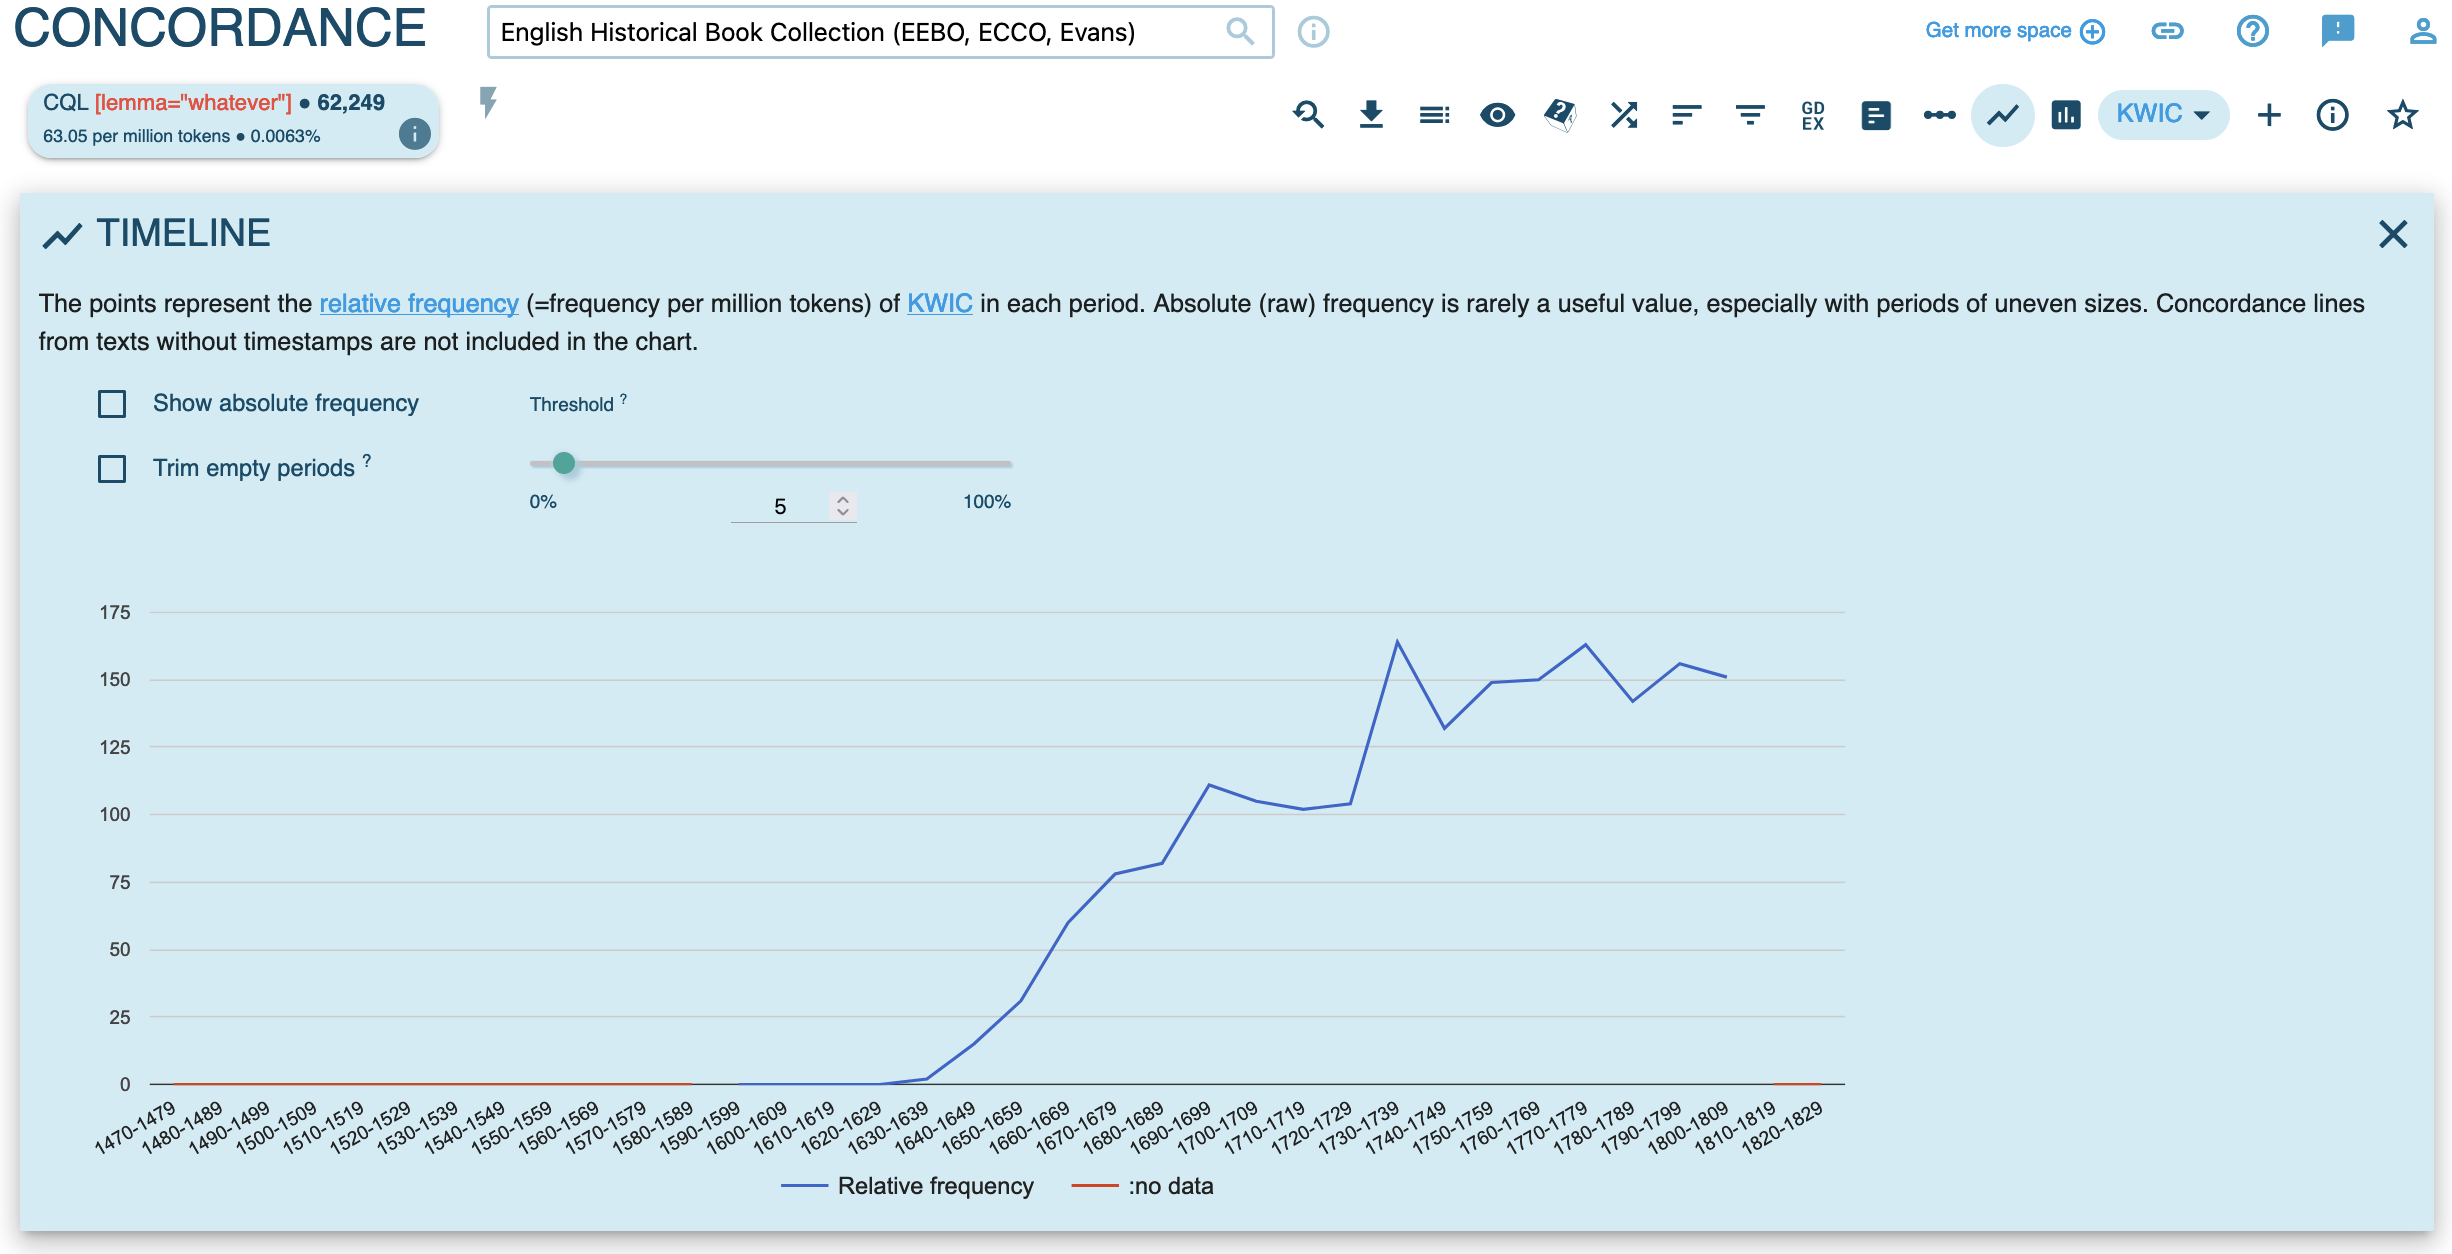 CONCORDANCE
English Historical Book Collection (EEBO, ECCO, Evans)
Get more space
CQL [lemma="whatever"] • 62,249
63.05 per million tokens • 0.0063%
GD
EX
KWIC
TIMELINE
The points represent the relative frequency (=frequency per million tokens) of KWIC in each period. Absolute (raw) frequency is rarely a useful value, especially with periods of uneven sizes. Concordance lines
from texts without timestamps are not included in the chart.
Show absolute frequency
Threshold ?
Trim empty periods ?
0%
5
100%
175
150
125
100
75
50
25
0
1470-1479
1480-1489
1490-1499
1500-1509
1510-1519
1520-1529
1530-1539
1540-1549
1550-1559
1560-1569
1570-1579
1580-1589
1590-1599
1600-1609
1610-1619
1620-1629
1630-1639
1640-1649
1650-1659
1660-1669
1670-1679
1680-1689
1690-1699
1700-1709
1710-1719
1720-1729
1730-1739
1740-1749
1750-1759
1760-1769
1770-1779
1780-1789
1790-1799
1800-1809
1810-1819
1820-1829
Relative frequency
:no data